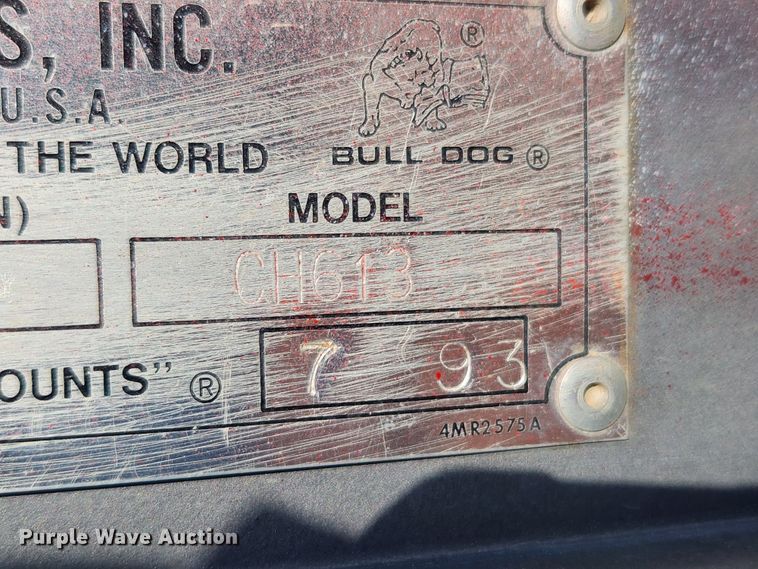 S, INC.
U.S.A.
®
THE WORLD
BULL DOG ®
N)
MODEL
CH613
OUNTS" ®
7 93
4MR2575A
Purple Wave Auction®